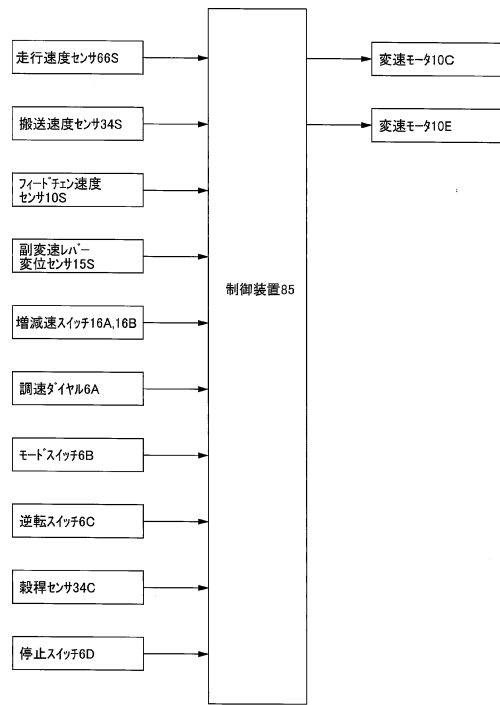 走行速度センサ66S
搬送速度センサ34S
フィードチェン速度
センサ10S
副変速レバー
変位センサ15S
増減速スイッチ16A,16B
調速ダイヤル6A
モードスイッチ6B
逆転スイッチ6C
穀稈センサ34C
停止スイッチ6D
制御装置85
変速モータ10C
変速モータ10E